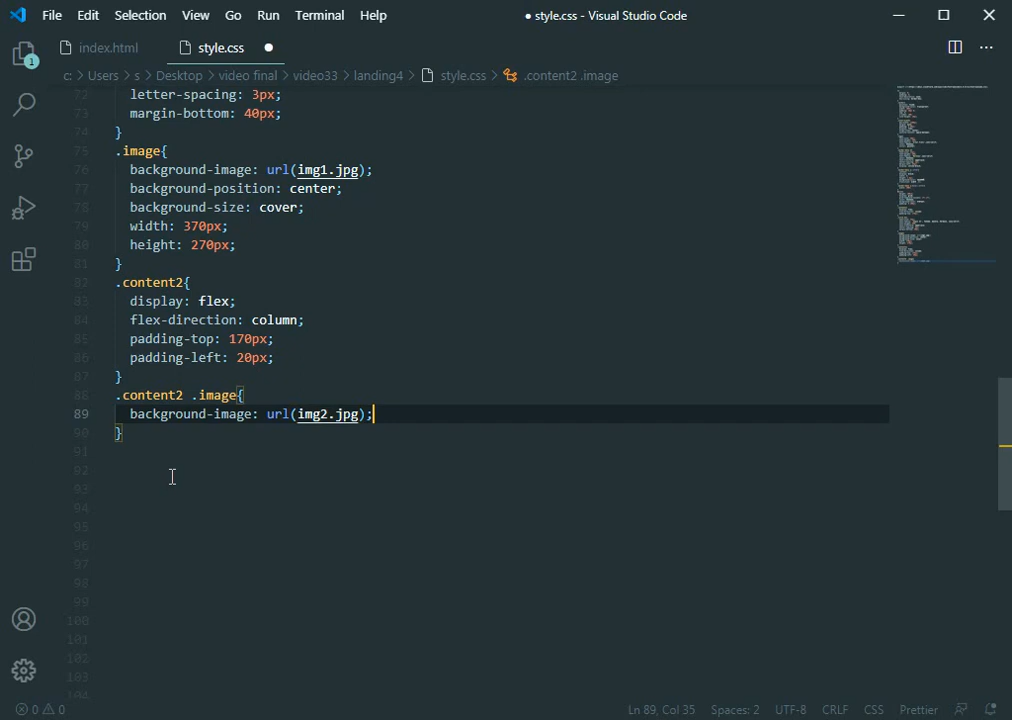 File Edit Selection View Go Run Terminal Help ● style.css - Visual Studio Code
1
index.html style.css ●
c: > Users > s > Desktop > video final > video33 > landing4 > style.css > .content2 .image
72 letter-spacing: 3px;
73 margin-bottom: 40px;
74 }
75 .image{
76 background-image: url(img1.jpg);
77 background-position: center;
78 background-size: cover;
79 width: 370px;
80 height: 270px;
81 }
82 .content2{
83 display: flex;
84 flex-direction: column;
85 padding-top: 170px;
86 padding-left: 20px;
87 }
88 .content2 .image{
89 background-image: url(img2.jpg);
90 }
91
92
93
94
95
96
97
98
99
100
101
102
103
104
0 0 Ln 89, Col 35 Spaces: 2 UTF-8 CRLF CSS Prettier